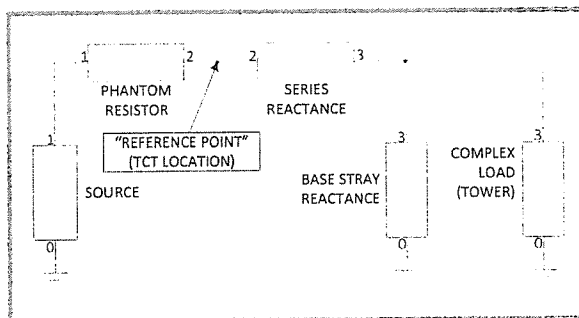 1 2 2 3
PHANTOM
RESISTOR
SERIES
REACTANCE
"REFERENCE POINT"
(TCT LOCATION)
1
SOURCE
0
3
BASE STRAY
REACTANCE
0
3
COMPLEX
LOAD
(TOWER)
0